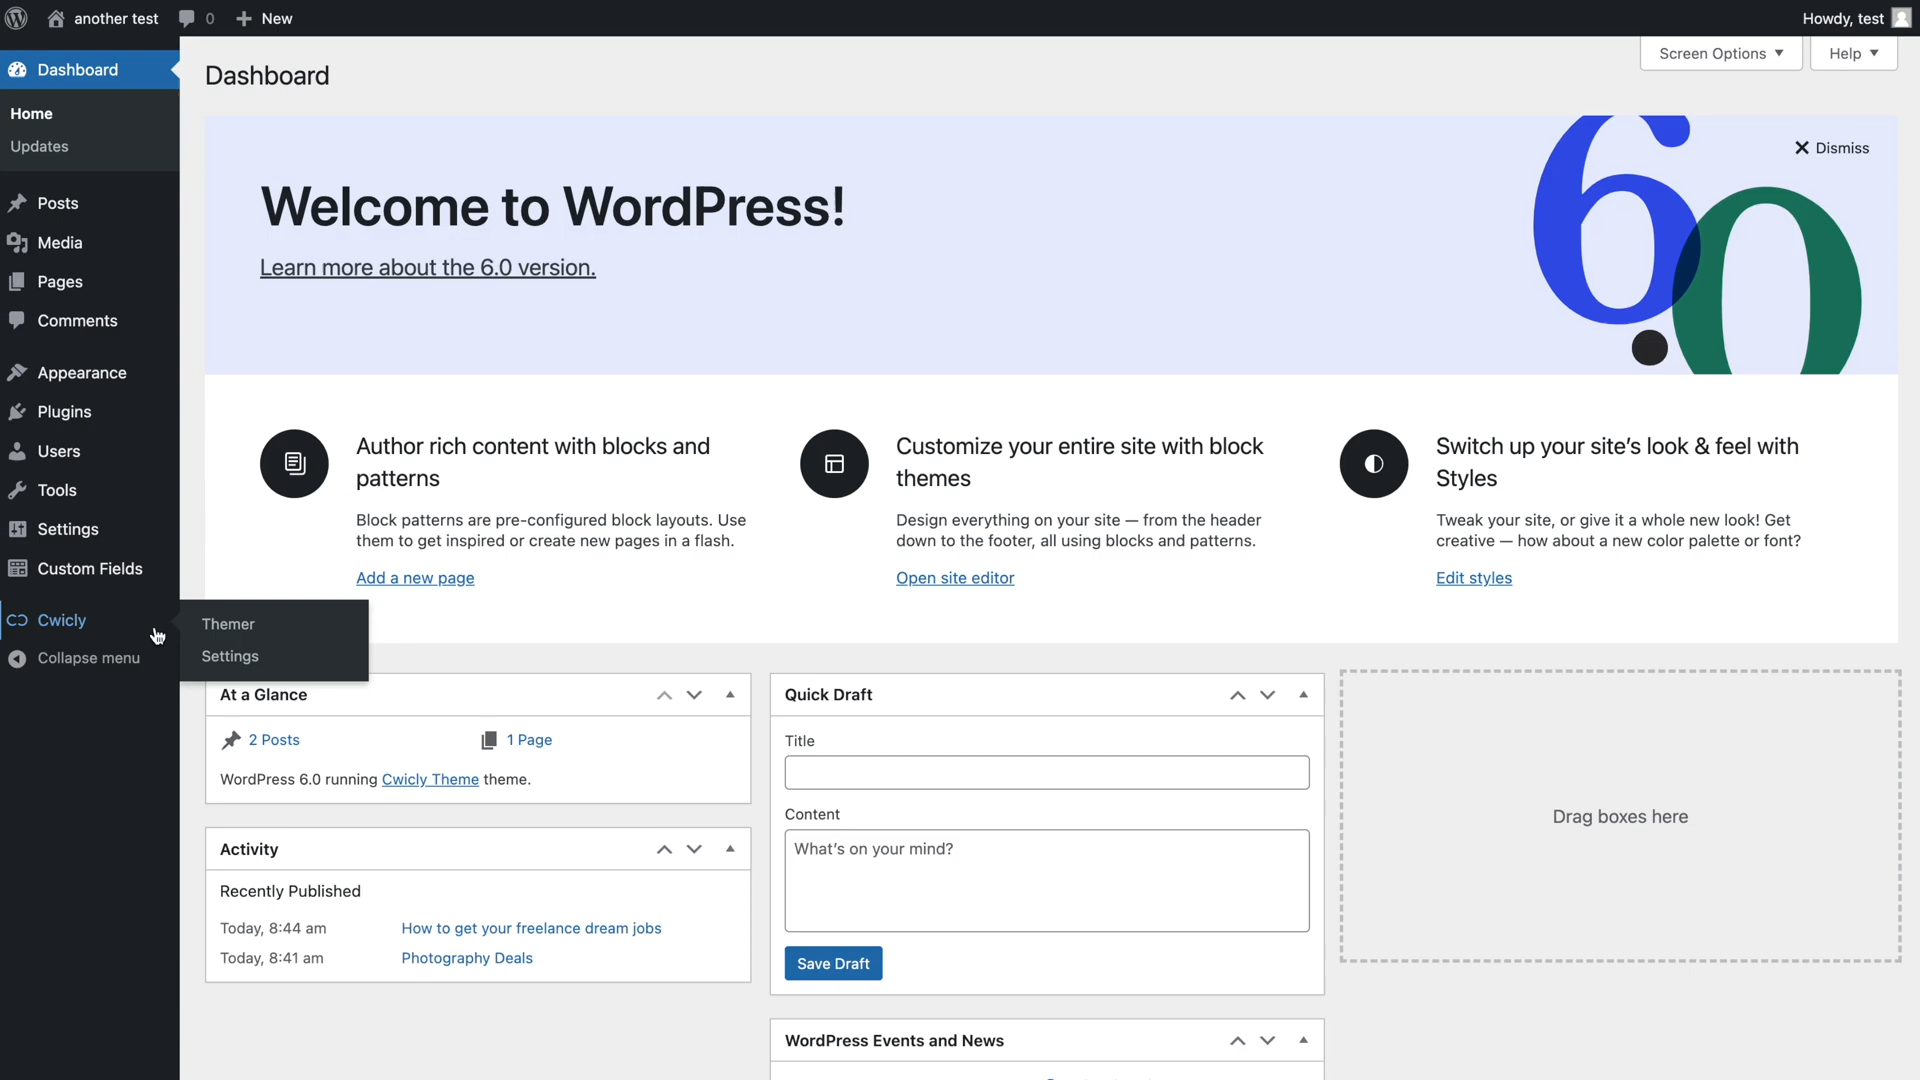 another test 0 New Howdy, test
Screen Options Help
Dashboard
Home
Updates
Posts
Media
Pages
Comments
Appearance
Plugins
Users
Tools
Settings
Custom Fields
Cwicly
Collapse menu
Themer
Settings
Dashboard
Dismiss
6.0
Welcome to WordPress!
Learn more about the 6.0 version.
Author rich content with blocks and
patterns
Block patterns are pre-configured block layouts. Use
them to get inspired or create new pages in a flash.
Add a new page
Customize your entire site with block
themes
Design everything on your site — from the header
down to the footer, all using blocks and patterns.
Open site editor
Switch up your site’s look & feel with
Styles
Tweak your site, or give it a whole new look! Get
creative — how about a new color palette or font?
Edit styles
At a Glance
2 Posts 1 Page
WordPress 6.0 running Cwicly Theme theme.
Activity
Recently Published
Today, 8:44 am How to get your freelance dream jobs
Today, 8:41 am Photography Deals
Quick Draft
Title
Content
What’s on your mind?
Save Draft
WordPress Events and News
Drag boxes here